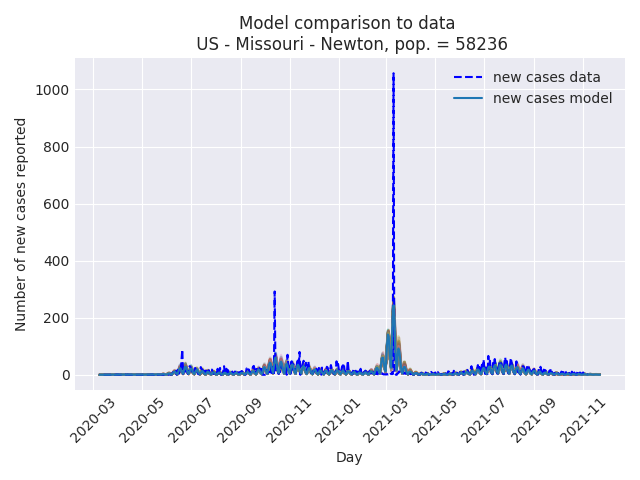 Model comparison to data
US - Missouri - Newton, pop. = 58236
new cases data
new cases model
Number of new cases reported
1000
800
600
400
200
0
2020-03
2020-05
2020-07
2020-09
2020-11
2021-01
2021-03
2021-05
2021-07
2021-09
2021-11
Day